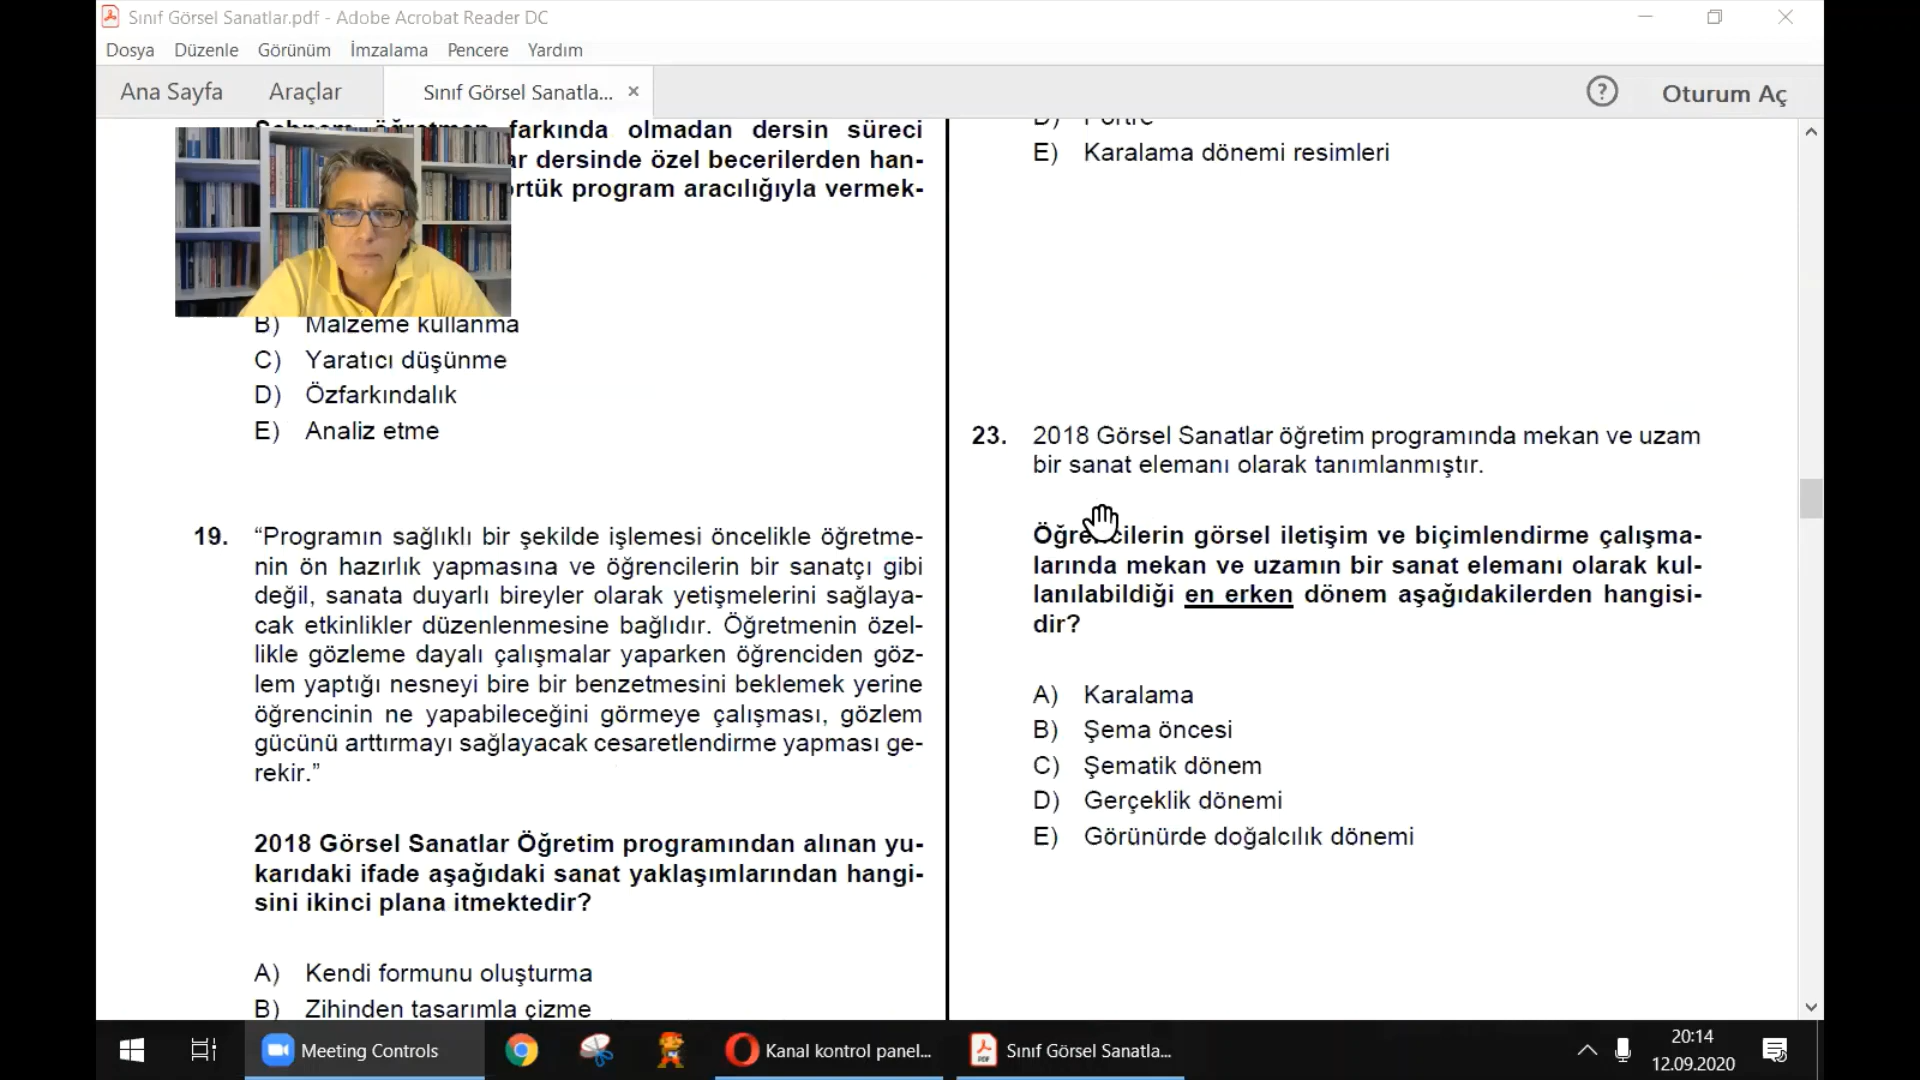 Sınıf Görsel Sanatlar.pdf - Adobe Acrobat Reader DC
Dosya Düzenle Görünüm İmzalama Pencere Yardım
Ana Sayfa Araçlar Sınıf Görsel Sanatla... × ? Oturum Aç
farkında olmadan dersin süreci
dersinde özel becerilerden han-
program aracılığıyla vermek-
B) Malzeme kullanma
C) Yaratıcı düşünme
D) Özfarkındalık
E) Analiz etme
19. “Programın sağlıklı bir şekilde işlemesi öncelikle öğretme-
nin ön hazırlık yapmasına ve öğrencilerin bir sanatçı gibi
değil, sanata duyarlı bireyler olarak yetişmelerini sağlaya-
cak etkinlikler düzenlenmesine bağlıdır. Öğretmenin özel-
likle gözleme dayalı çalışmalar yaparken öğrenciden göz-
lem yaptığı nesneyi bire bir benzetmesini beklemek yerine
öğrencinin ne yapabileceğini görmeye çalışması, gözlem
gücünü arttırmayı sağlayacak cesaretlendirme yapması ge-
rekir.”
2018 Görsel Sanatlar Öğretim programından alınan yu-
karıdaki ifade aşağıdaki sanat yaklaşımlarından hangi-
sini ikinci plana itmektedir?
A) Kendi formunu oluşturma
B) Zihinden tasarımla çizme
D) Portre
E) Karalama dönemi resimleri
23. 2018 Görsel Sanatlar öğretim programında mekan ve uzam
bir sanat elemanı olarak tanımlanmıştır.
Öğrencilerin görsel iletişim ve biçimlendirme çalışma-
larında mekan ve uzamın bir sanat elemanı olarak kul-
lanılabildiği en erken dönem aşağıdakilerden hangisi-
dir?
A) Karalama
B) Şema öncesi
C) Şematik dönem
D) Gerçeklik dönemi
E) Görünürde doğalcılık dönemi
Meeting Controls Kanal kontrol panel... Sınıf Görsel Sanatla... 20:14
12.09.2020